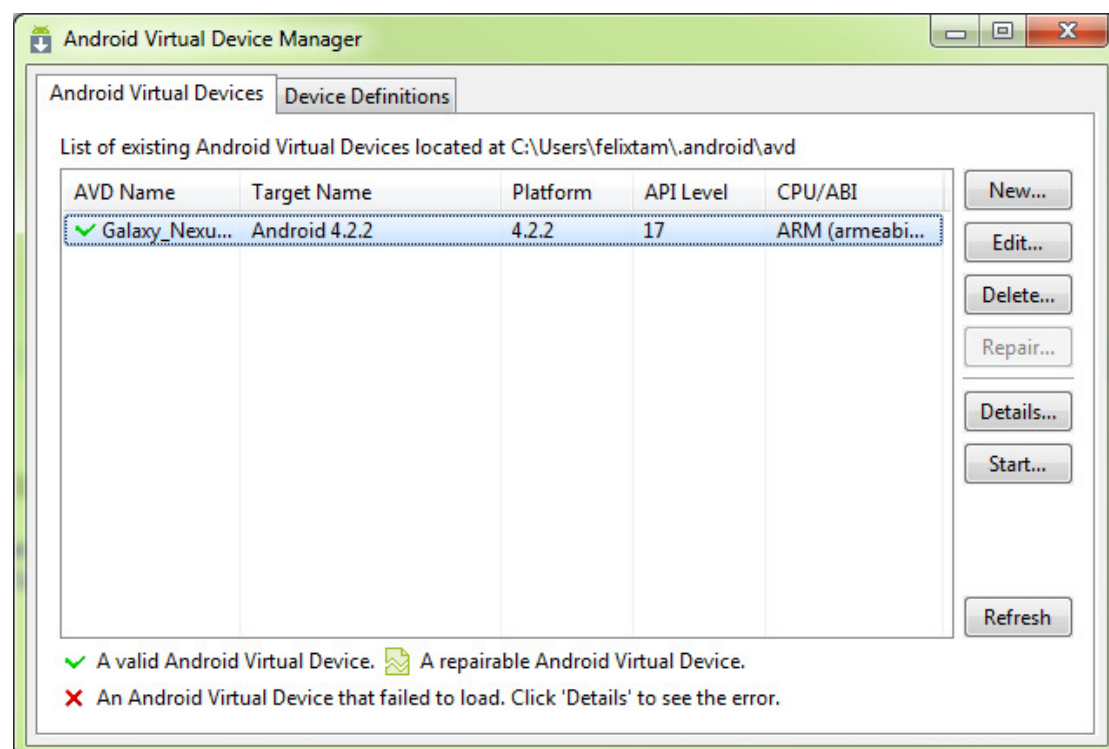 Android Virtual Device Manager
Android Virtual Devices Device Definitions
List of existing Android Virtual Devices located at C:\Users\felixtam\.android\avd
AVD Name Target Name Platform API Level CPU/ABI
Galaxy_Nexu... Android 4.2.2 4.2.2 17 ARM (armeabi...
New...
Edit...
Delete...
Repair...
Details...
Start...
Refresh
A valid Android Virtual Device. A repairable Android Virtual Device.
An Android Virtual Device that failed to load. Click 'Details' to see the error.